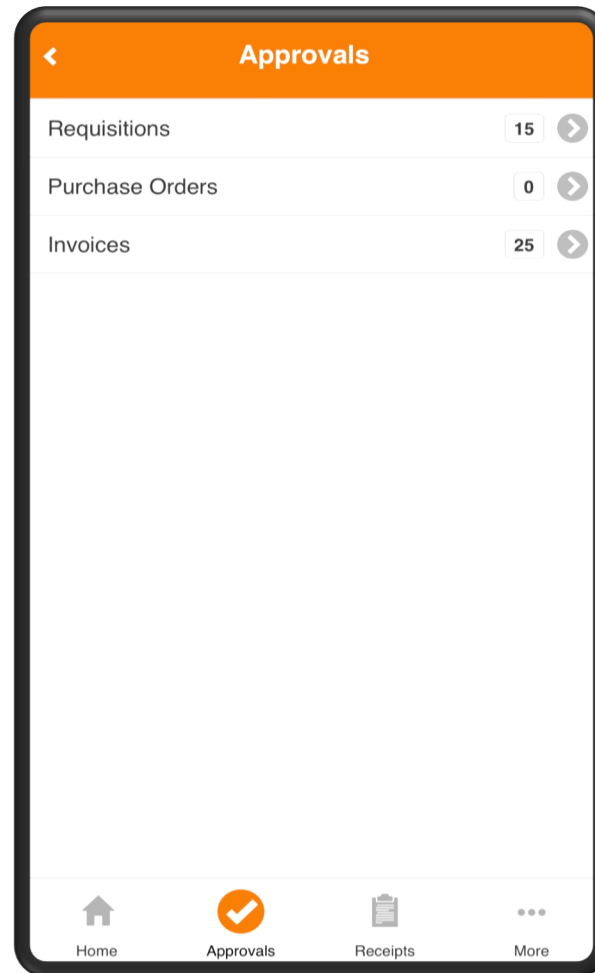 Approvals
Requisitions 15
Purchase Orders 0
Invoices 25
Home Approvals Receipts More